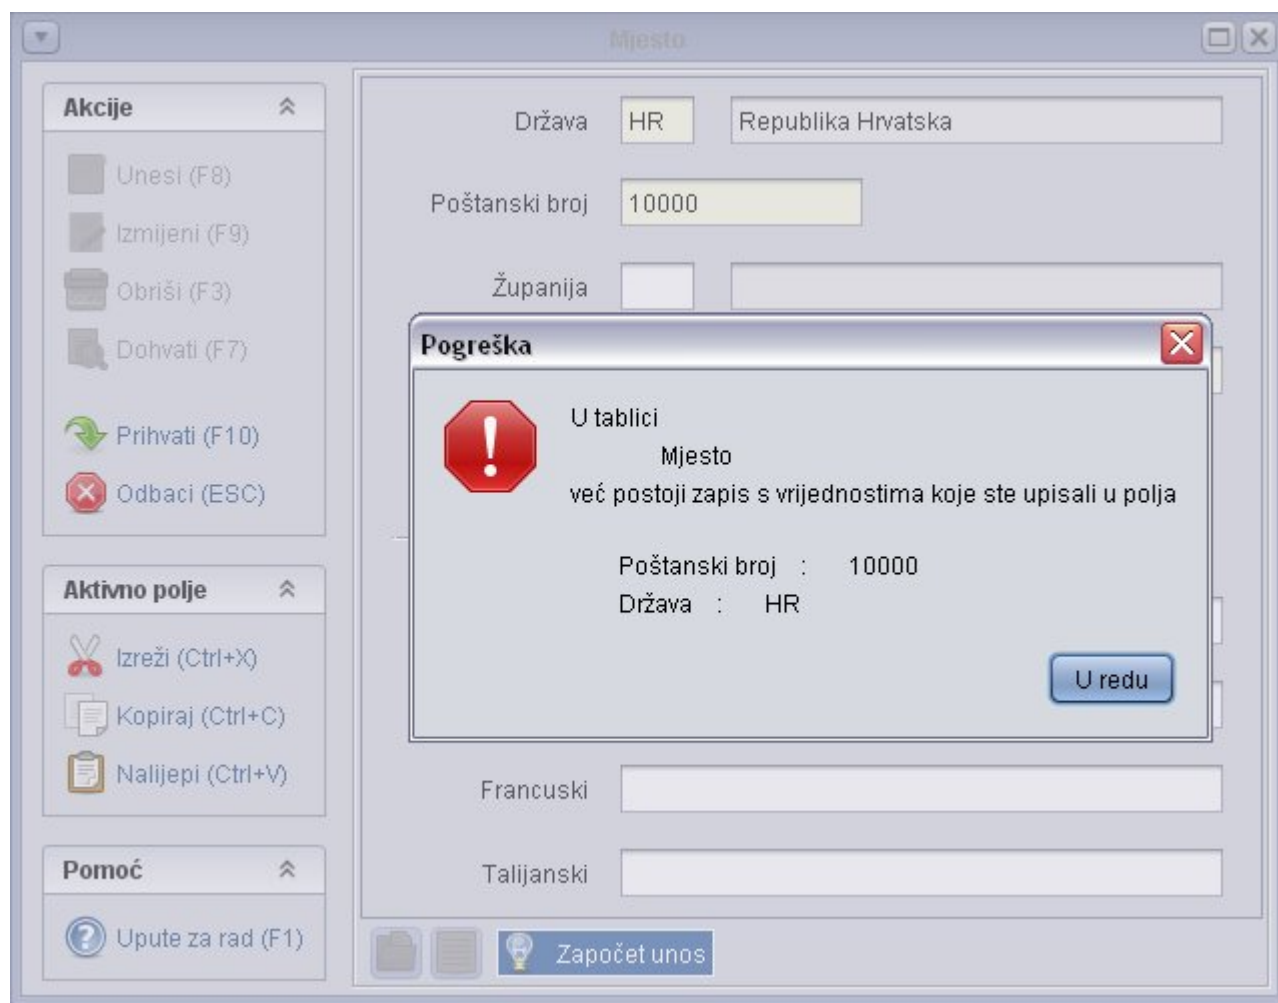 Mjesto
Akcije
Unesi (F8)
Izmijeni (F9)
Obriši (F3)
Dohvati (F7)
Prihvati (F10)
Odbaci (ESC)
Aktivno polje
Izreži (Ctrl+X)
Kopiraj (Ctrl+C)
Nalijepi (Ctrl+V)
Pomoć
Upute za rad (F1)
Država HR Republika Hrvatska
Poštanski broj 10000
Županija
Pogreška
U tablici
Mjesto
već postoji zapis s vrijednostima koje ste upisali u polja
Poštanski broj : 10000
Država : HR
U redu
Francuski
Talijanski
Započet unos